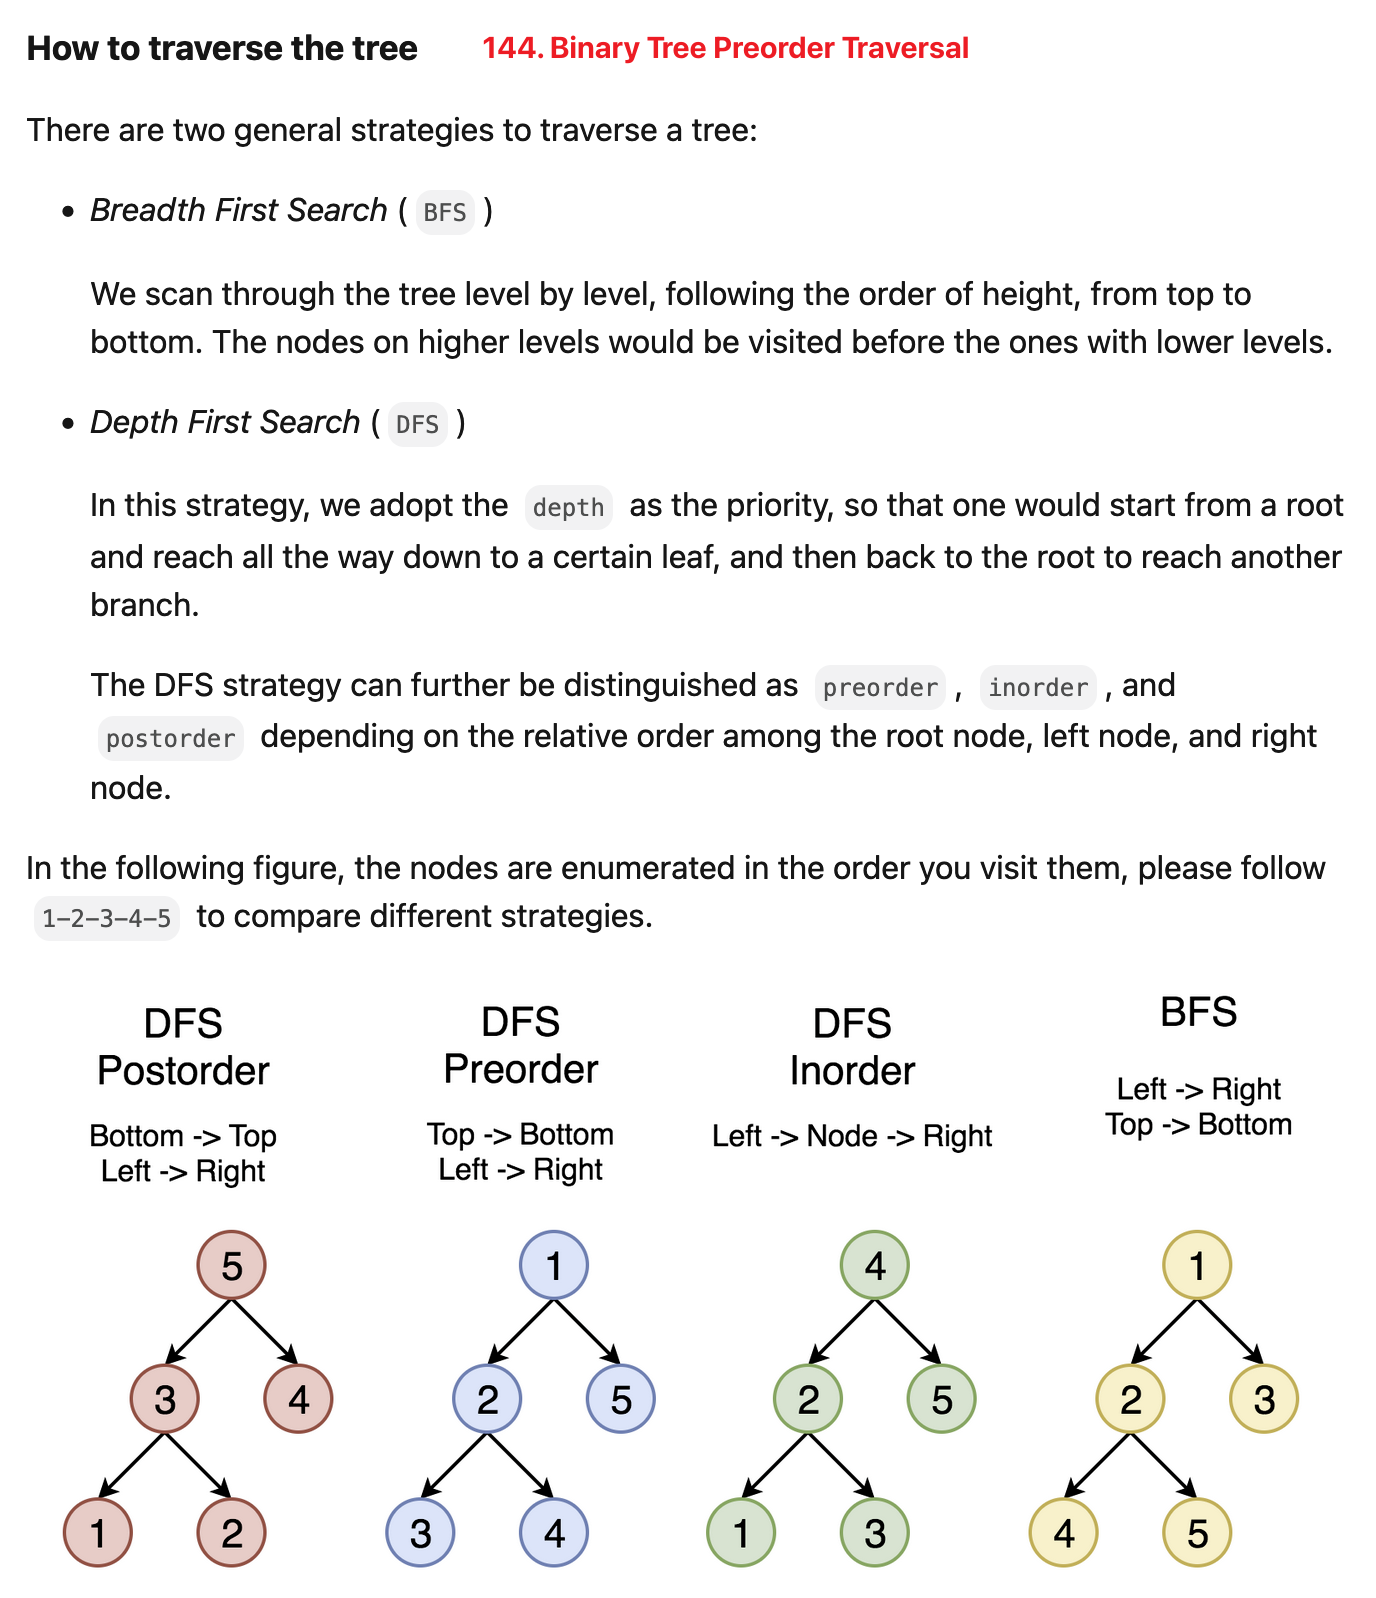 How to traverse the tree 144. Binary Tree Preorder Traversal
There are two general strategies to traverse a tree:
• Breadth First Search ( BFS )
We scan through the tree level by level, following the order of height, from top to
bottom. The nodes on higher levels would be visited before the ones with lower levels.
• Depth First Search ( DFS )
In this strategy, we adopt the depth as the priority, so that one would start from a root
and reach all the way down to a certain leaf, and then back to the root to reach another
branch.
The DFS strategy can further be distinguished as preorder , inorder , and
postorder depending on the relative order among the root node, left node, and right
node.
In the following figure, the nodes are enumerated in the order you visit them, please follow
1-2-3-4-5 to compare different strategies.
DFS
Postorder
Bottom -> Top
Left -> Right
5
3 4
1 2
DFS
Preorder
Top -> Bottom
Left -> Right
1
2 5
3 4
DFS
Inorder
Left -> Node -> Right
4
2 5
1 3
BFS
Left -> Right
Top -> Bottom
1
2 3
4 5